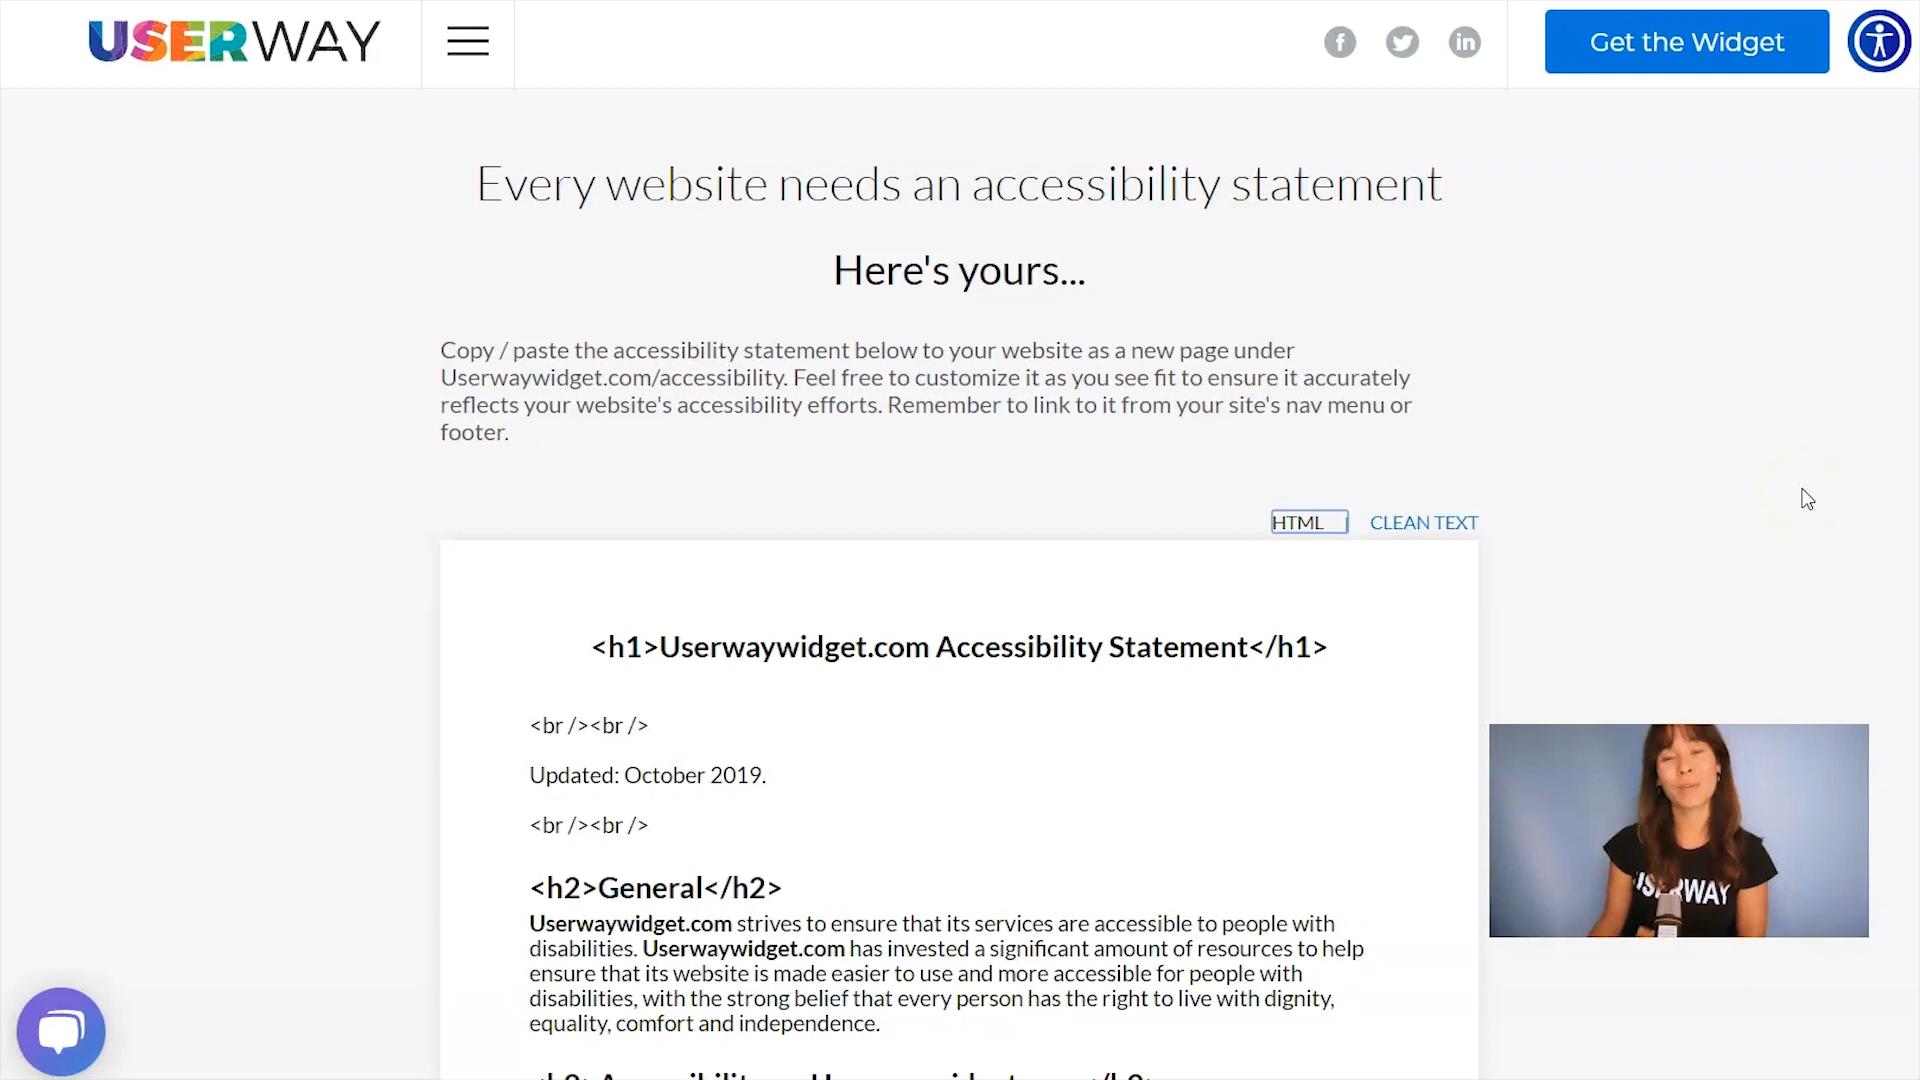 USERWAY
Get the Widget
Every website needs an accessibility statement
Here's yours...
Copy / paste the accessibility statement below to your website as a new page under
Userwaywidget.com/accessibility. Feel free to customize it as you see fit to ensure it accurately
reflects your website's accessibility efforts. Remember to link to it from your site's nav menu or
footer.
HTML CLEAN TEXT
<h1>Userwaywidget.com Accessibility Statement</h1>
<br /><br />
Updated: October 2019.
<br /><br />
<h2>General</h2>
Userwaywidget.com strives to ensure that its services are accessible to people with
disabilities. Userwaywidget.com has invested a significant amount of resources to help
ensure that its website is made easier to use and more accessible for people with
disabilities, with the strong belief that every person has the right to live with dignity,
equality, comfort and independence.
USERWAY